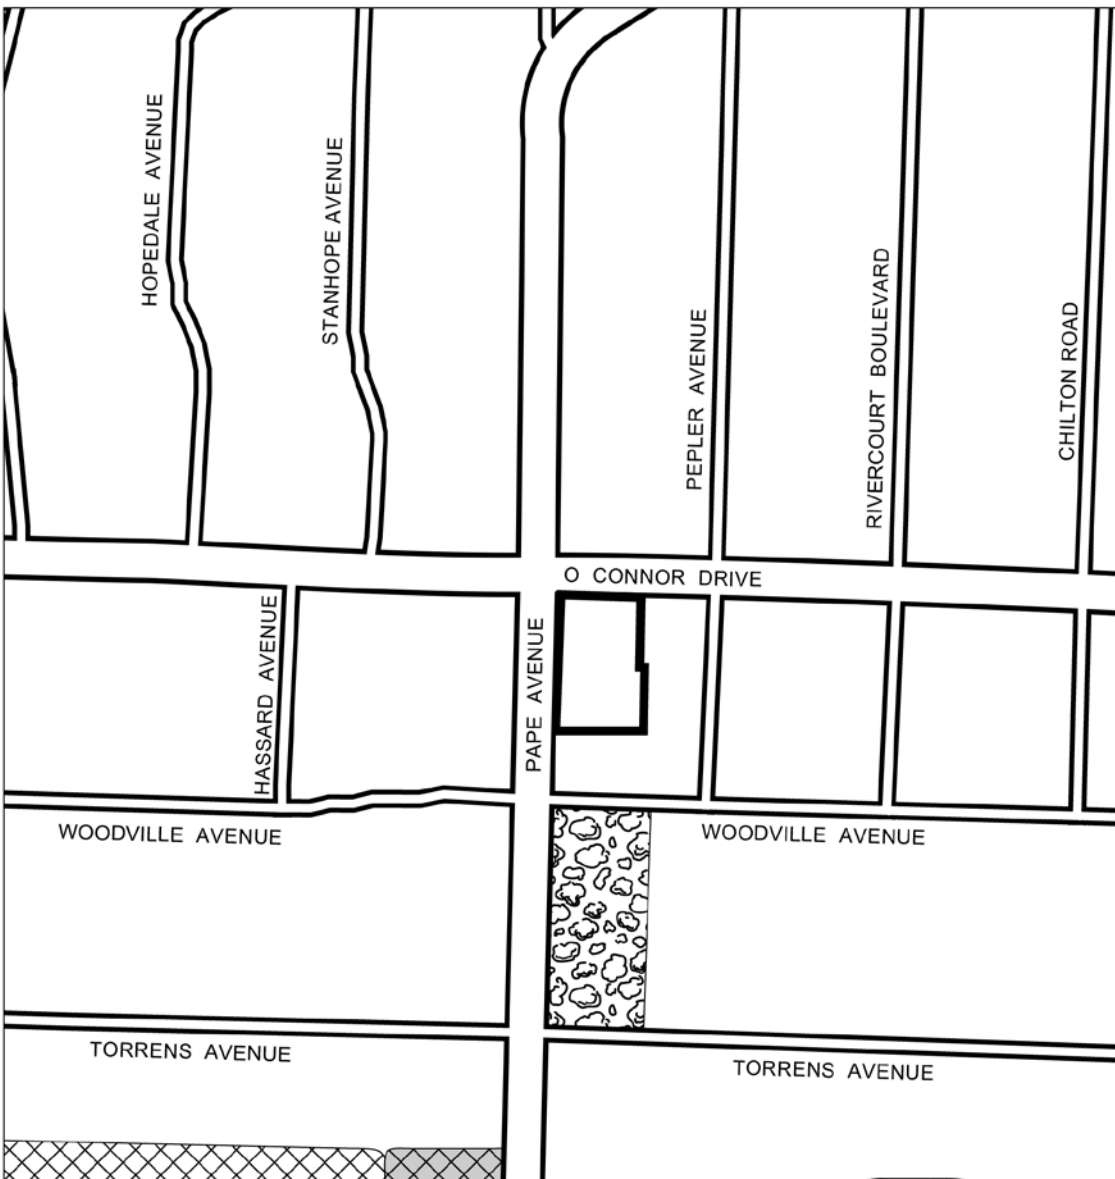 HOPEDALE AVENUE
STANHOPE AVENUE
PEPLER AVENUE
RIVERCOURT BOULEVARD
CHILTON ROAD
O CONNOR DRIVE
HASSARD AVENUE
PAPE AVENUE
WOODVILLE AVENUE
WOODVILLE AVENUE
TORRENS AVENUE
TORRENS AVENUE